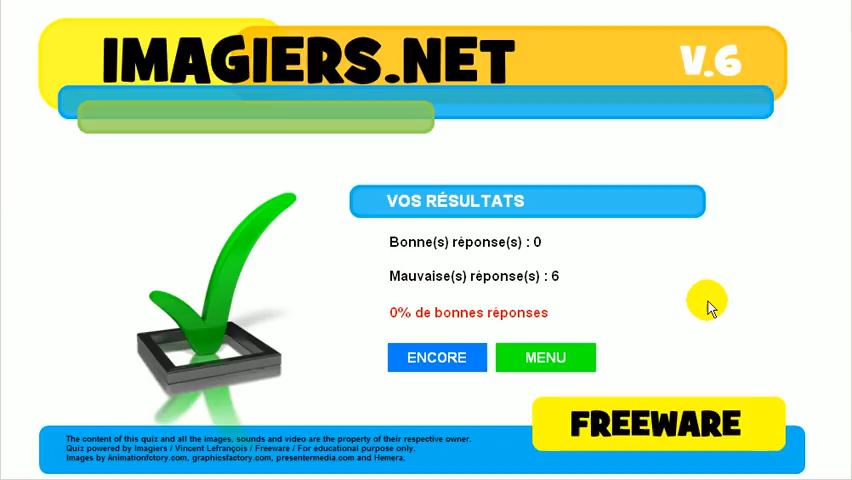 IMAGIERS.NET
V.6
VOS RÉSULTATS
Bonne(s) réponse(s) : 0
Mauvaise(s) réponse(s) : 6
0% de bonnes réponses
ENCORE
MENU
FREEWARE
The content of this quiz and all the images, sounds and video are the property of their respective owner.
Quiz powered by Imagiers / Vincent Lefrançois / Freeware / For educational purpose only.
Images by Animationfctory.com, graphicsfactory.com, presentermedia.com and Hemera.